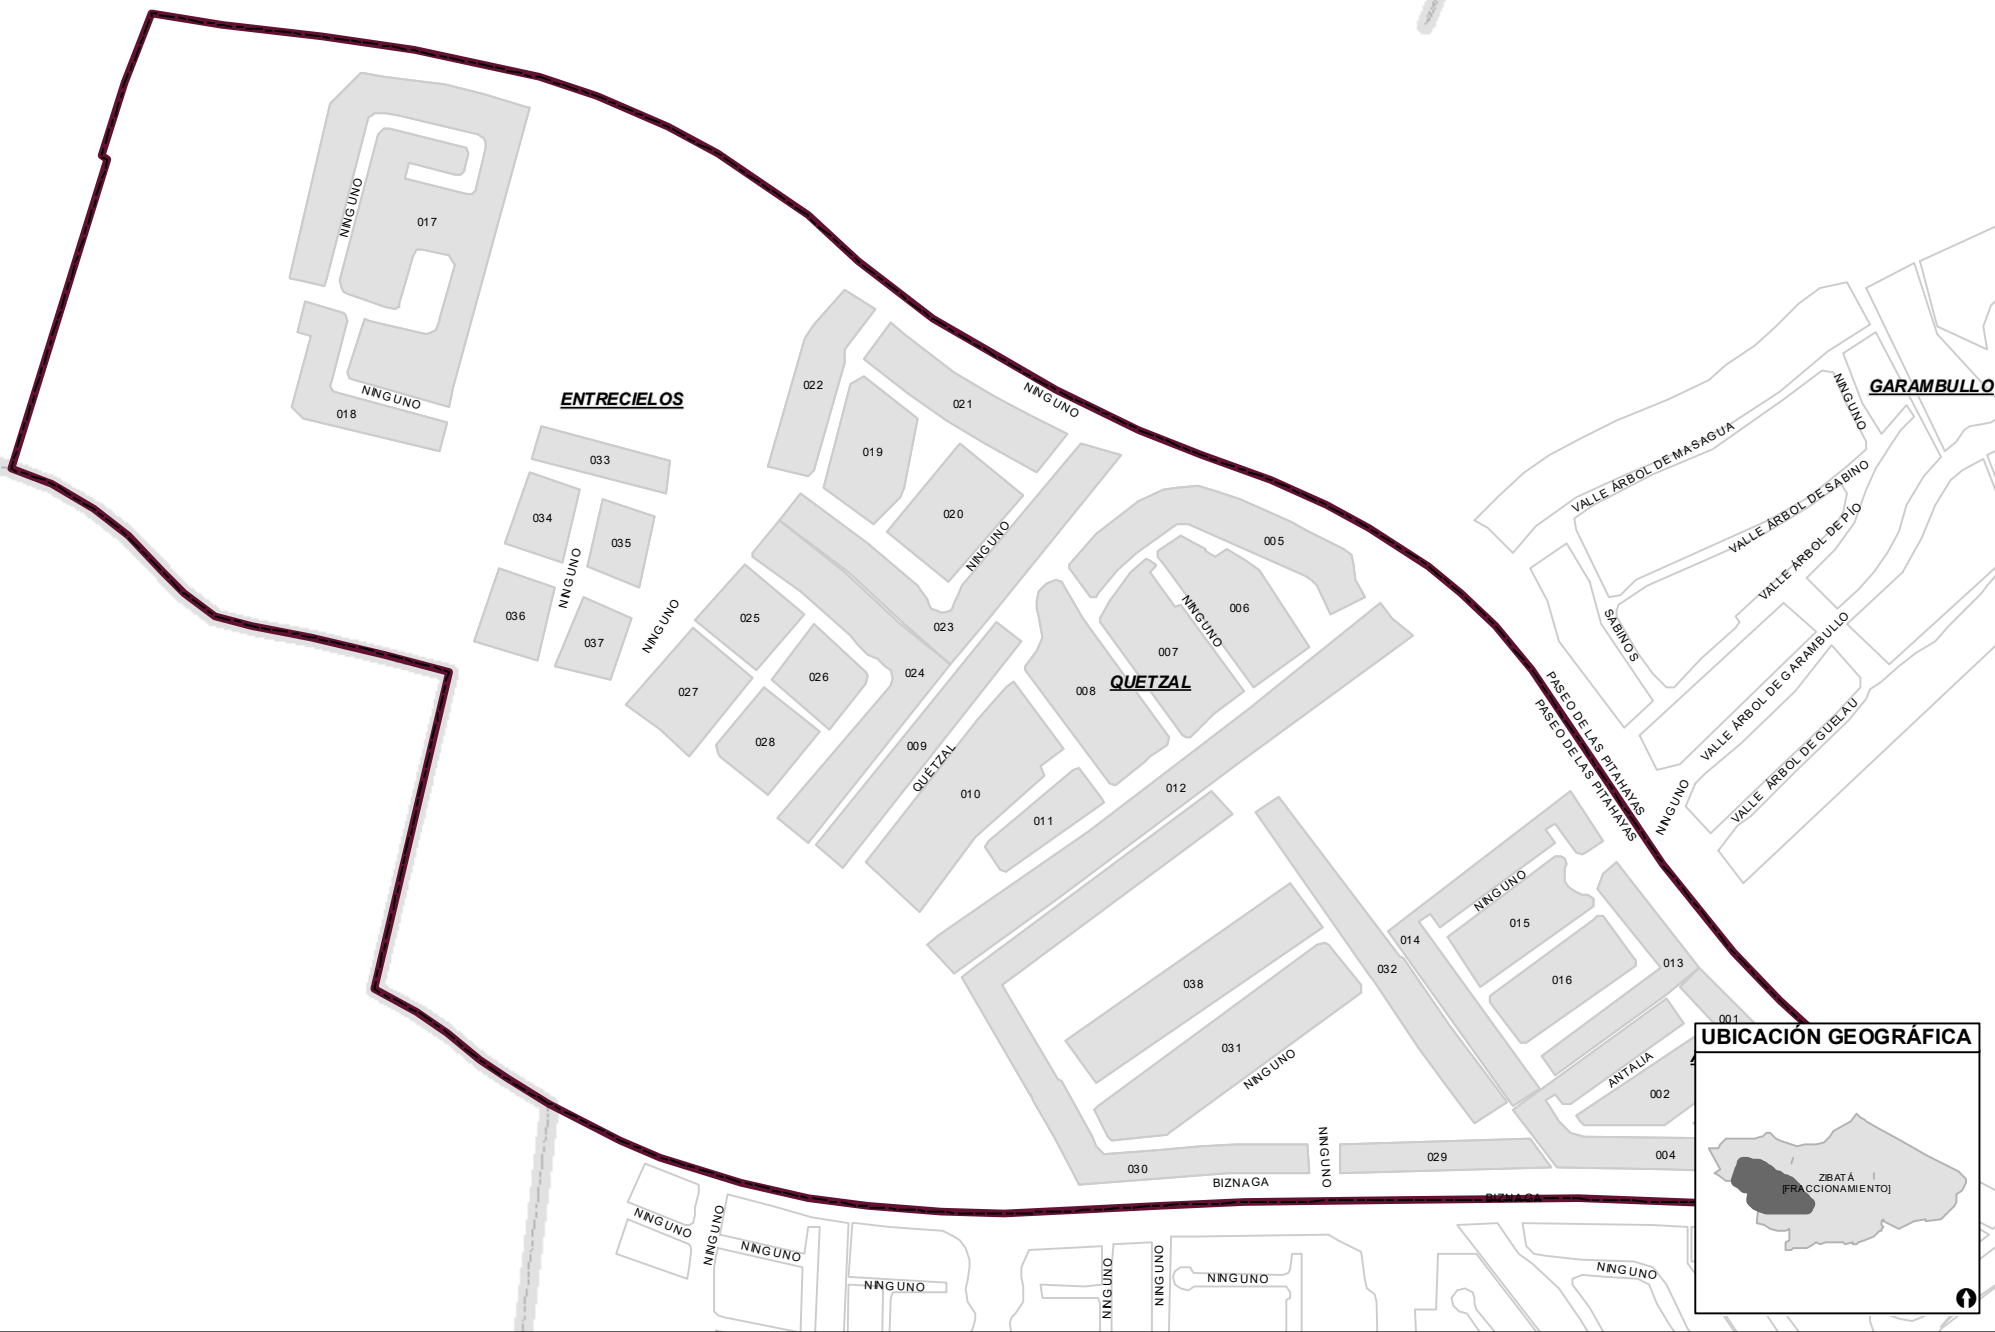 NINGUNO
017
NINGUNO
018
ENTRECIELOS
033
034
035
036
NINGUNO
037
NINGUNO
022
021
NINGUNO
019
020
NINGUNO
023
024
025
026
027
028
005
006
NINGUNO
007
008
QUETZAL
009
QUÉTZAL
010
011
012
GARAMBULLO
NINGUNO
VALLE ÁRBOL DE MASAGUA
VALLE ÁRBOL DE SABINO
VALLE ÁRBOL DE PÍO
SABINOS
VALLE ÁRBOL DE GARAMBULLO
VALLE ÁRBOL DE GUELAU
NINGUNO
PASEO DE LAS PITAHAYAS
PASEO DE LAS PITAHAYAS
NINGUNO
014
015
016
013
032
038
031
NINGUNO
001
ANTALIA
002
004
029
030
NINGUNO
BIZNAGA
BIZNAGA
NINGUNO
NINGUNO
NINGUNO
NINGUNO
NINGUNO
NINGUNO
NINGUNO
NINGUNO
UBICACIÓN GEOGRÁFICA
ZIBATÁ
[FRACCIONAMIENTO]